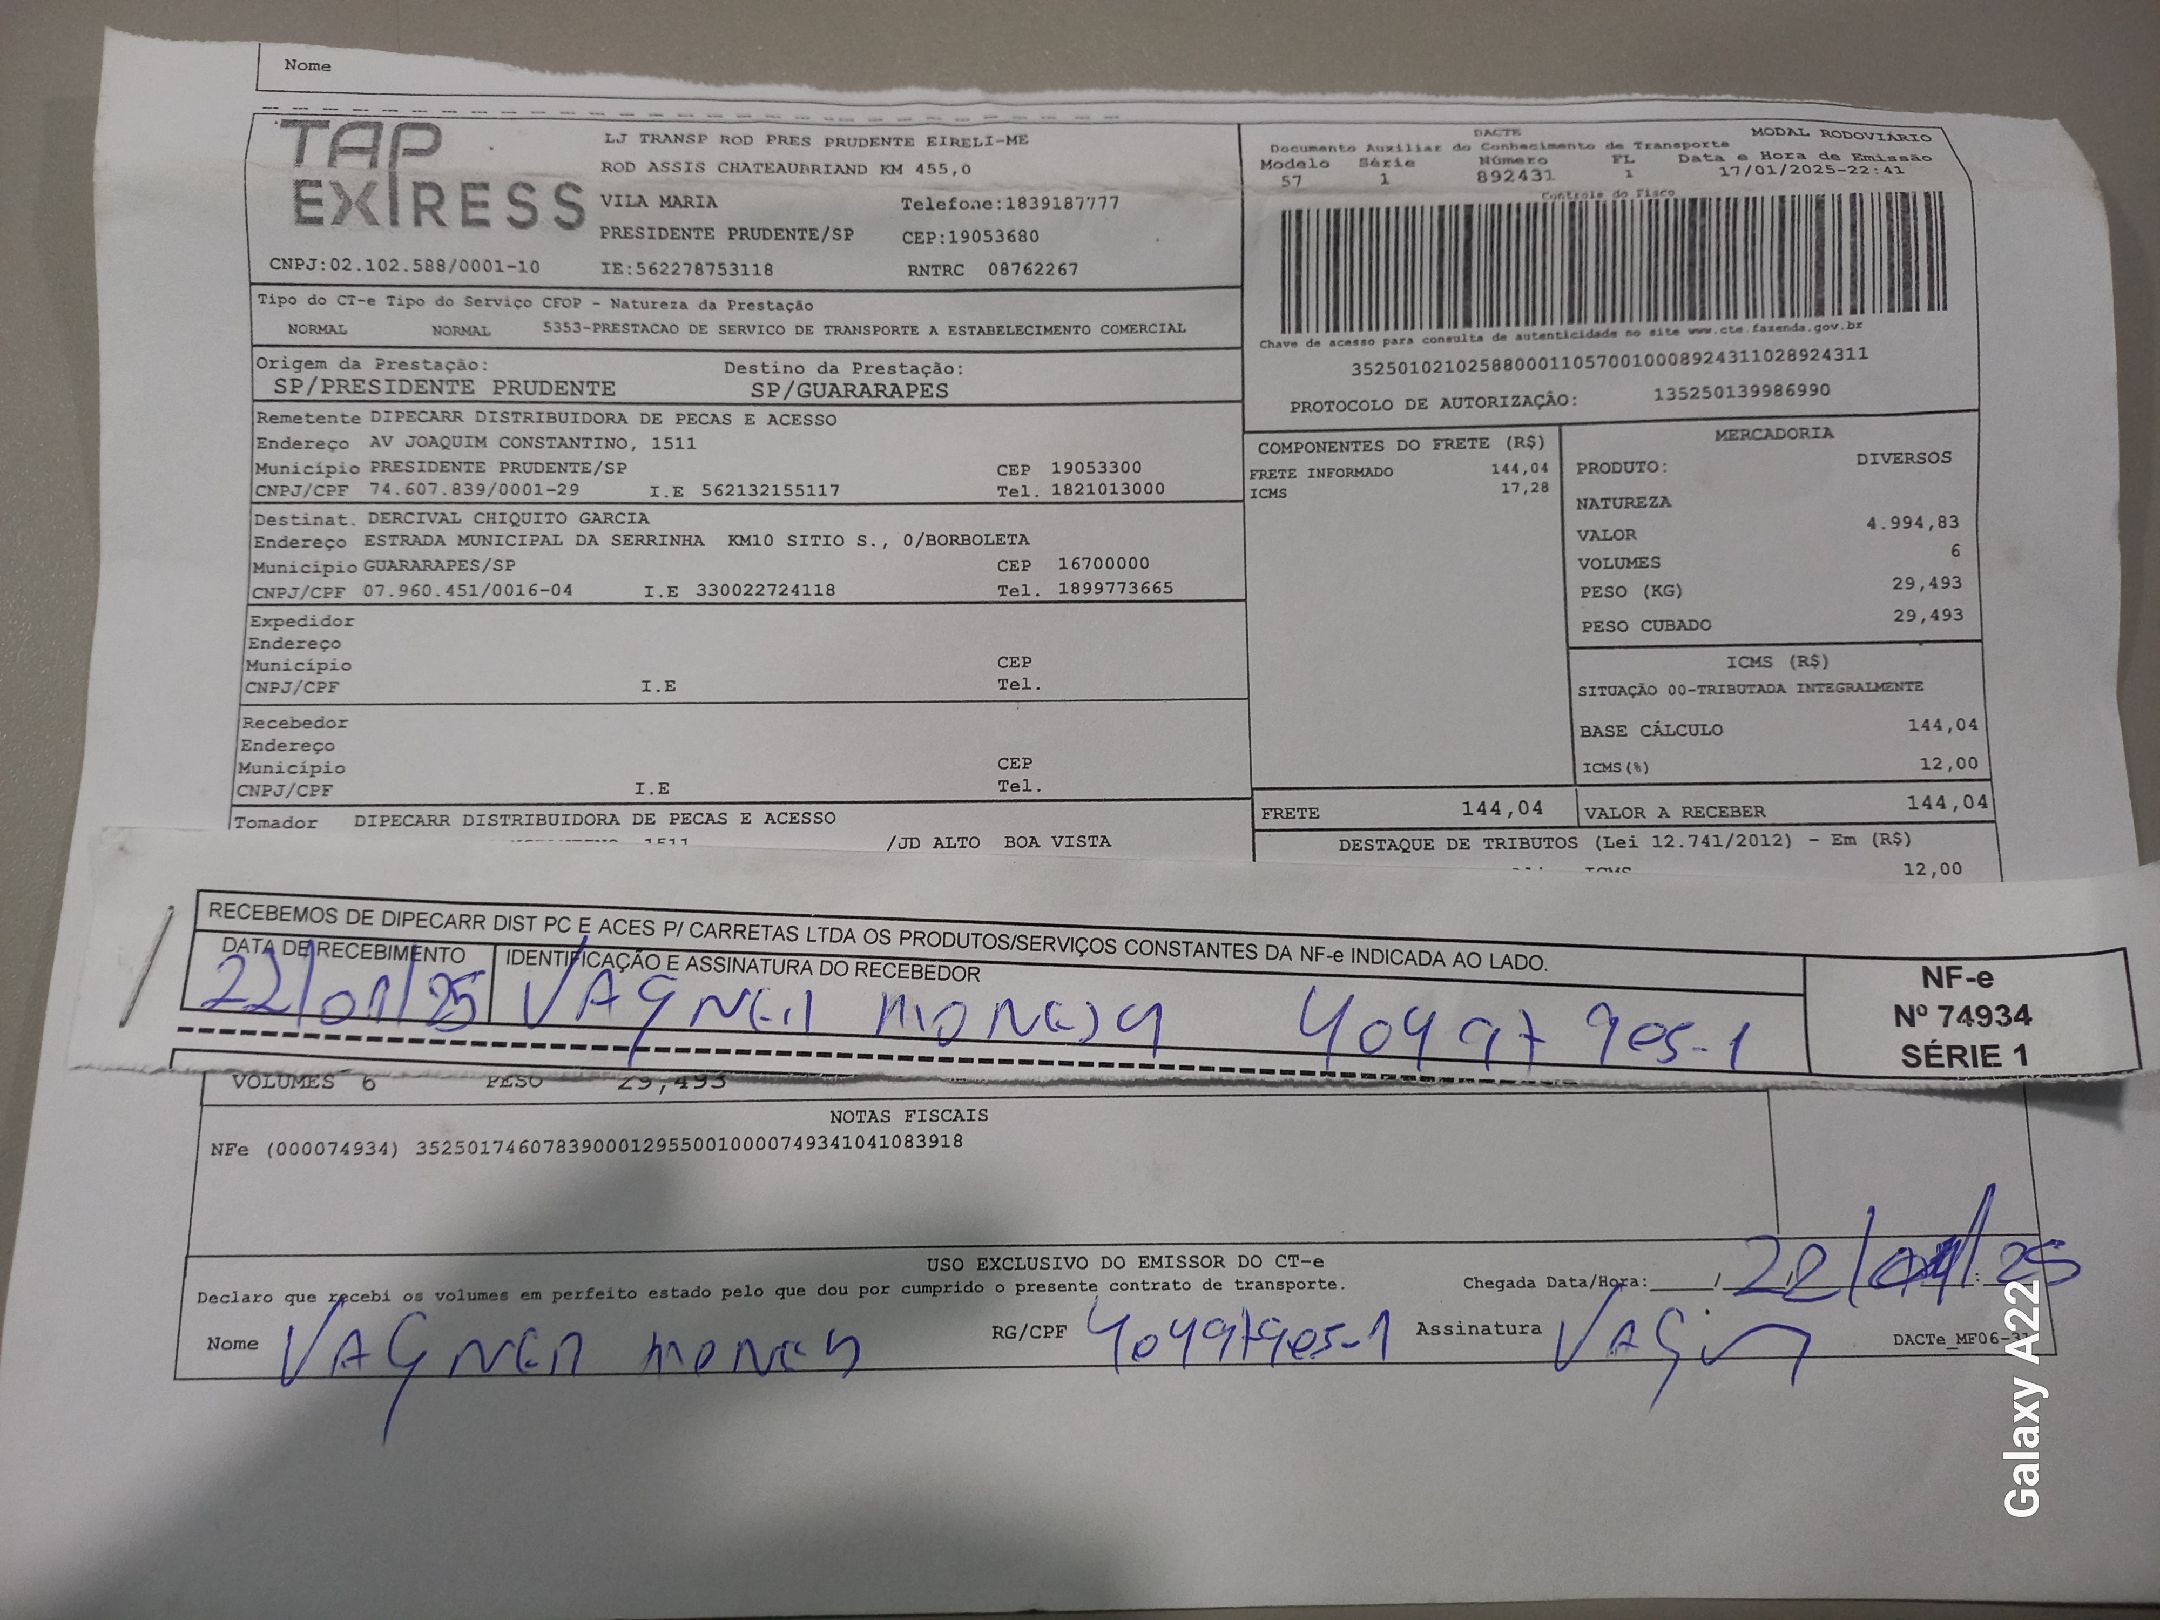 Nome
TAP EXPRESS
LJ TRANSP ROD PRES PRUDENTE EIRELI-ME
ROD ASSIS CHATEAUBRIAND KM 455,0
VILA MARIA Telefone:1839187777
PRESIDENTE PRUDENTE/SP CEP:19053680
CNPJ:02.102.588/0001-10 IE:562278753118 RNTRC 08762267
DACTE MODAL RODOVIÁRIO
Documento Auxiliar do Conhecimento de Transporte
Modelo Série Número FL Data e Hora de Emissão
57 1 892431 1 17/01/2025-22:41
Controle do Fisco
Chave de acesso para consulta de autenticidade no site www.cte.fazenda.gov.br
35250102102588000110570010008924311028924311
PROTOCOLO DE AUTORIZAÇÃO: 135250139986990
Tipo do CT-e Tipo do Serviço CFOP - Natureza da Prestação
NORMAL NORMAL 5353-PRESTACAO DE SERVICO DE TRANSPORTE A ESTABELECIMENTO COMERCIAL
Origem da Prestação: Destino da Prestação:
SP/PRESIDENTE PRUDENTE SP/GUARARAPES
Remetente DIPECARR DISTRIBUIDORA DE PECAS E ACESSO
Endereço AV JOAQUIM CONSTANTINO, 1511
Município PRESIDENTE PRUDENTE/SP CEP 19053300
CNPJ/CPF 74.607.839/0001-29 I.E 562132155117 Tel. 1821013000
Destinat. DERCIVAL CHIQUITO GARCIA
Endereço ESTRADA MUNICIPAL DA SERRINHA KM10 SITIO S., 0/BORBOLETA
Município GUARARAPES/SP CEP 16700000
CNPJ/CPF 07.960.451/0016-04 I.E 330022724118 Tel. 1899773665
Expedidor
Endereço
Município CEP
CNPJ/CPF I.E Tel.
Recebedor
Endereço
Município CEP
CNPJ/CPF I.E Tel.
Tomador DIPECARR DISTRIBUIDORA DE PECAS E ACESSO
1511 /JD ALTO BOA VISTA
COMPONENTES DO FRETE (R$)
FRETE INFORMADO 144,04
ICMS 17,28
MERCADORIA
PRODUTO: DIVERSOS
NATUREZA
VALOR 4.994,83
VOLUMES 6
PESO (KG) 29,493
PESO CUBADO 29,493
ICMS (R$)
SITUAÇÃO 00-TRIBUTADA INTEGRALMENTE
BASE CÁLCULO 144,04
ICMS(%) 12,00
FRETE 144,04 VALOR A RECEBER 144,04
DESTAQUE DE TRIBUTOS (Lei 12.741/2012) - Em (R$)
ICMS 12,00
RECEBEMOS DE DIPECARR DIST PC E ACES P/ CARRETAS LTDA OS PRODUTOS/SERVIÇOS CONSTANTES DA NF-e INDICADA AO LADO.
DATA DE RECEBIMENTO IDENTIFICAÇÃO E ASSINATURA DO RECEBEDOR
22/01/25 VAGNER 4049790s-1
NF-e
Nº 74934
SÉRIE 1
VOLUMES 6 PESO 29,493
NOTAS FISCAIS
NFe (000074934) 35250174607839000129550010000749341041083918
USO EXCLUSIVO DO EMISSOR DO CT-e
Declaro que recebi os volumes em perfeito estado pelo que dou por cumprido o presente contrato de transporte. Chegada Data/Hora: 22/01/25
Nome VAGNER RG/CPF 4049790s-1 Assinatura DACTe_MF06-
Galaxy A22